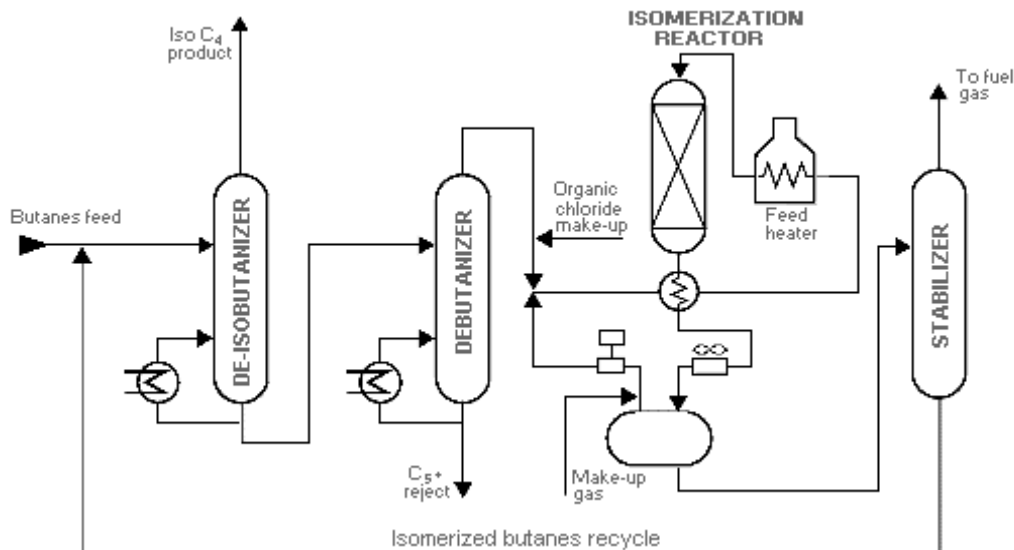 ISOMERIZATION
REACTOR
Iso C₄
product
To fuel
gas
Butanes feed
Organic
chloride
make-up
Feed
heater
DE-ISOBUTANIZER
DEBUTANIZER
STABILIZER
C₅+
reject
Make-up
gas
Isomerized butanes recycle